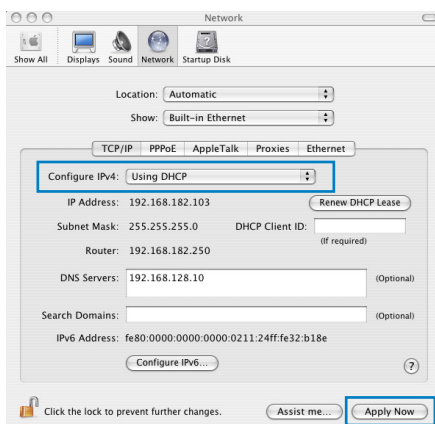 Network
Show All Displays Sound Network Startup Disk
Location: Automatic
Show: Built-in Ethernet
TCP/IP PPPoE AppleTalk Proxies Ethernet
Configure IPv4: Using DHCP
IP Address: 192.168.182.103 Renew DHCP Lease
Subnet Mask: 255.255.255.0 DHCP Client ID:
(If required)
Router: 192.168.182.250
DNS Servers: 192.168.128.10 (Optional)
Search Domains: (Optional)
IPv6 Address: fe80:0000:0000:0000:0211:24ff:fe32:b18e
Configure IPv6... ?
Click the lock to prevent further changes. Assist me... Apply Now